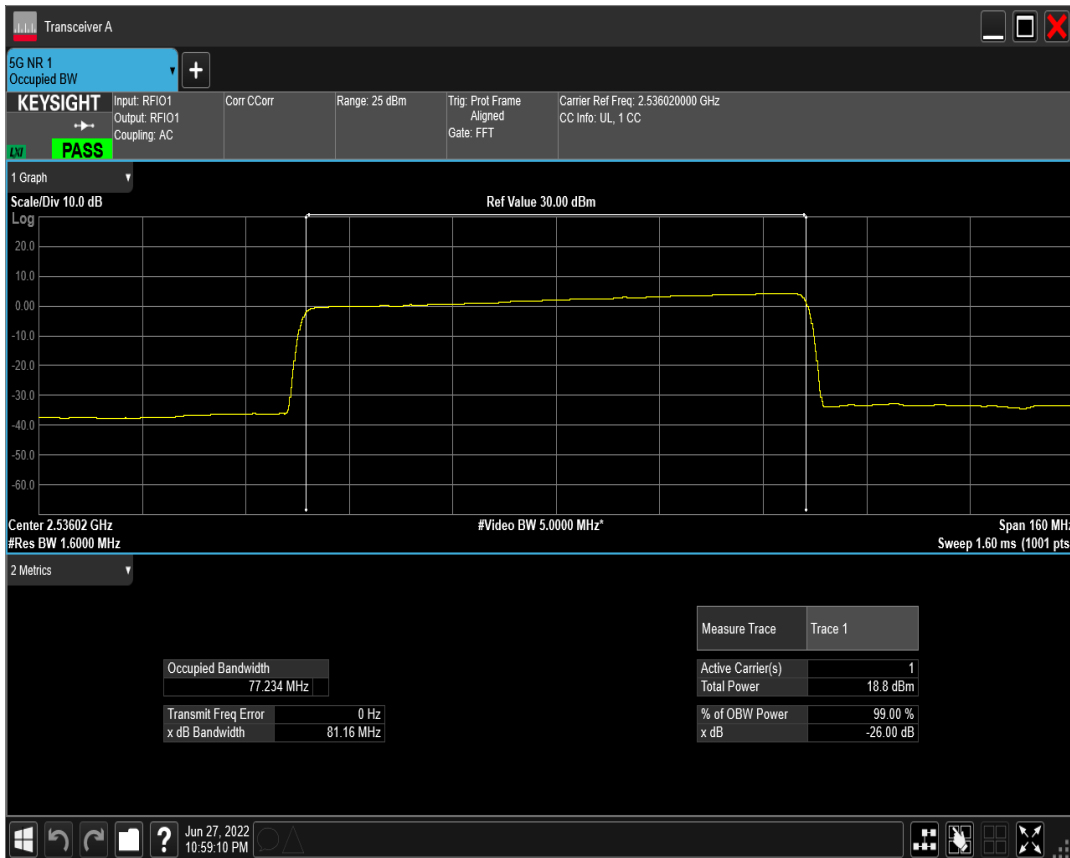 Transceiver A
5G NR 1
Occupied BW
+
KEYSIGHT
LXI
PASS
Input: RFIO1
Output: RFIO1
Coupling: AC
Corr CCorr
Range: 25 dBm
Trig: Prot Frame
Aligned
Gate: FFT
Carrier Ref Freq: 2.536020000 GHz
CC Info: UL, 1 CC
1 Graph
Scale/Div 10.0 dB
Ref Value 30.00 dBm
Log
20.0
10.0
0.00
-10.0
-20.0
-30.0
-40.0
-50.0
-60.0
Center 2.53602 GHz
#Video BW 5.0000 MHz*
Span 160 MHz
#Res BW 1.6000 MHz
Sweep 1.60 ms (1001 pts
2 Metrics
Measure Trace Trace 1
Occupied Bandwidth
77.234 MHz
Active Carrier(s) 1
Total Power 18.8 dBm
Transmit Freq Error 0 Hz
x dB Bandwidth 81.16 MHz
% of OBW Power 99.00 %
x dB -26.00 dB
?
Jun 27, 2022
10:59:10 PM